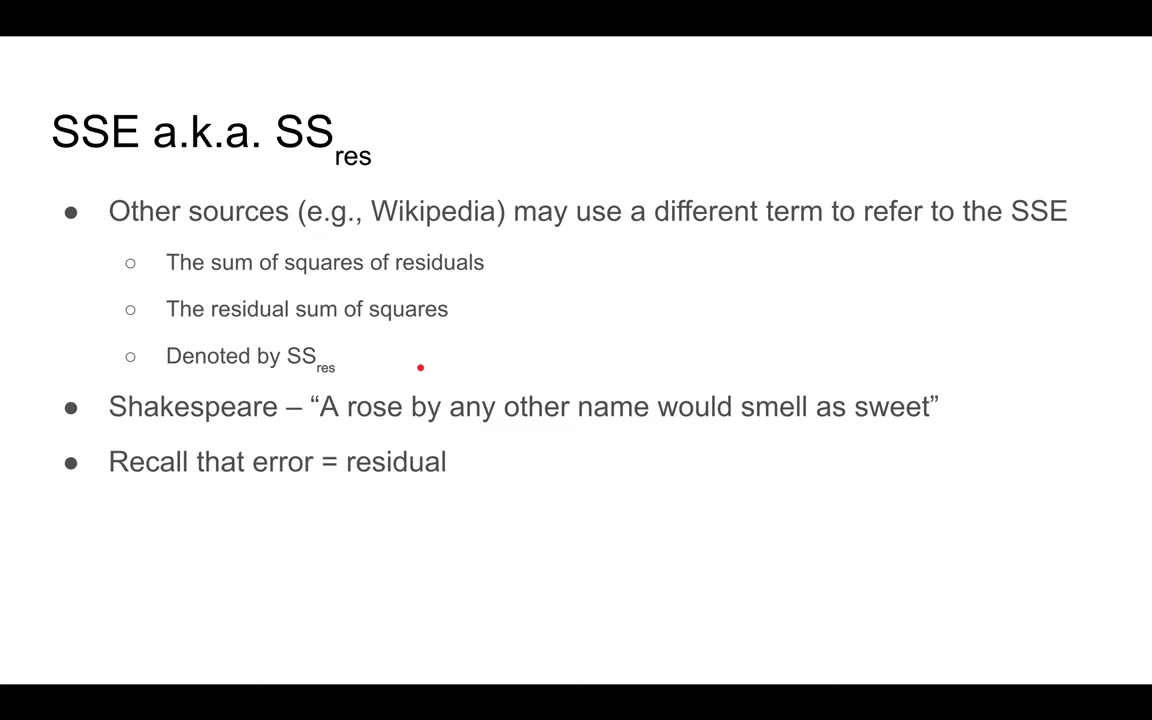 SSE a.k.a. SSres
● Other sources (e.g., Wikipedia) may use a different term to refer to the SSE
○ The sum of squares of residuals
○ The residual sum of squares
○ Denoted by SSres
● Shakespeare – “A rose by any other name would smell as sweet”
● Recall that error = residual